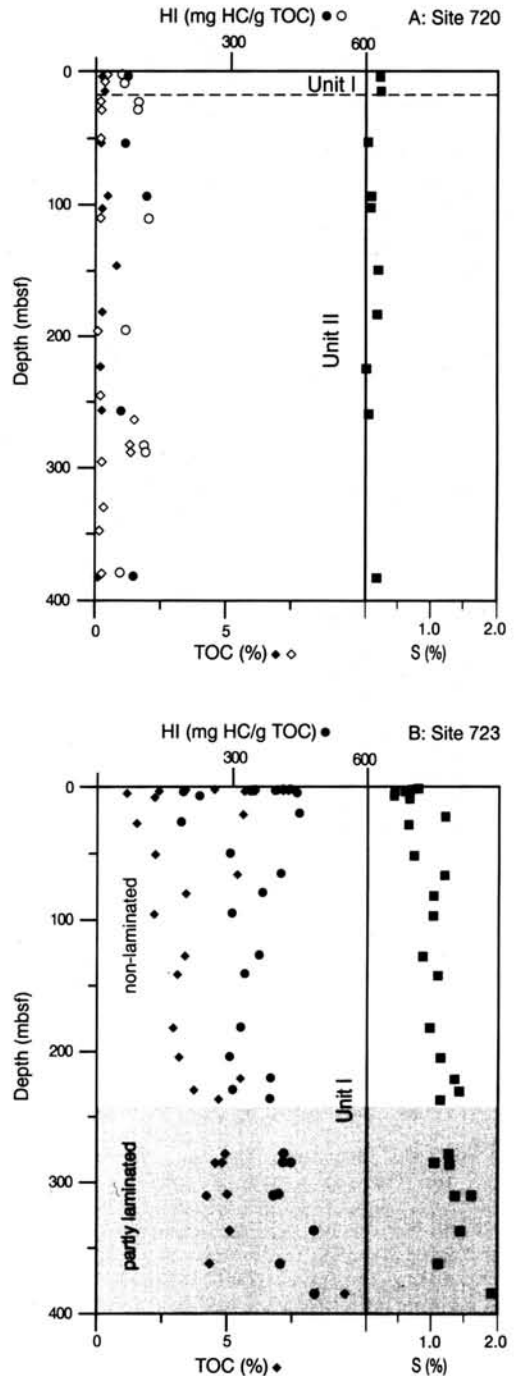 HI (mg HC/g TOC) ● ○ A: Site 720
300 600
0
Unit I
100
Depth (mbsf)
200
Unit II
300
400
0 5 1.0 2.0
TOC (%) ◆ ◇ S (%)
HI (mg HC/g TOC) ● B: Site 723
300 600
0
non-laminated
100
Depth (mbsf)
200
Unit I
partly laminated
300
400
0 5 1.0 2.0
TOC (%) ◆ S (%)